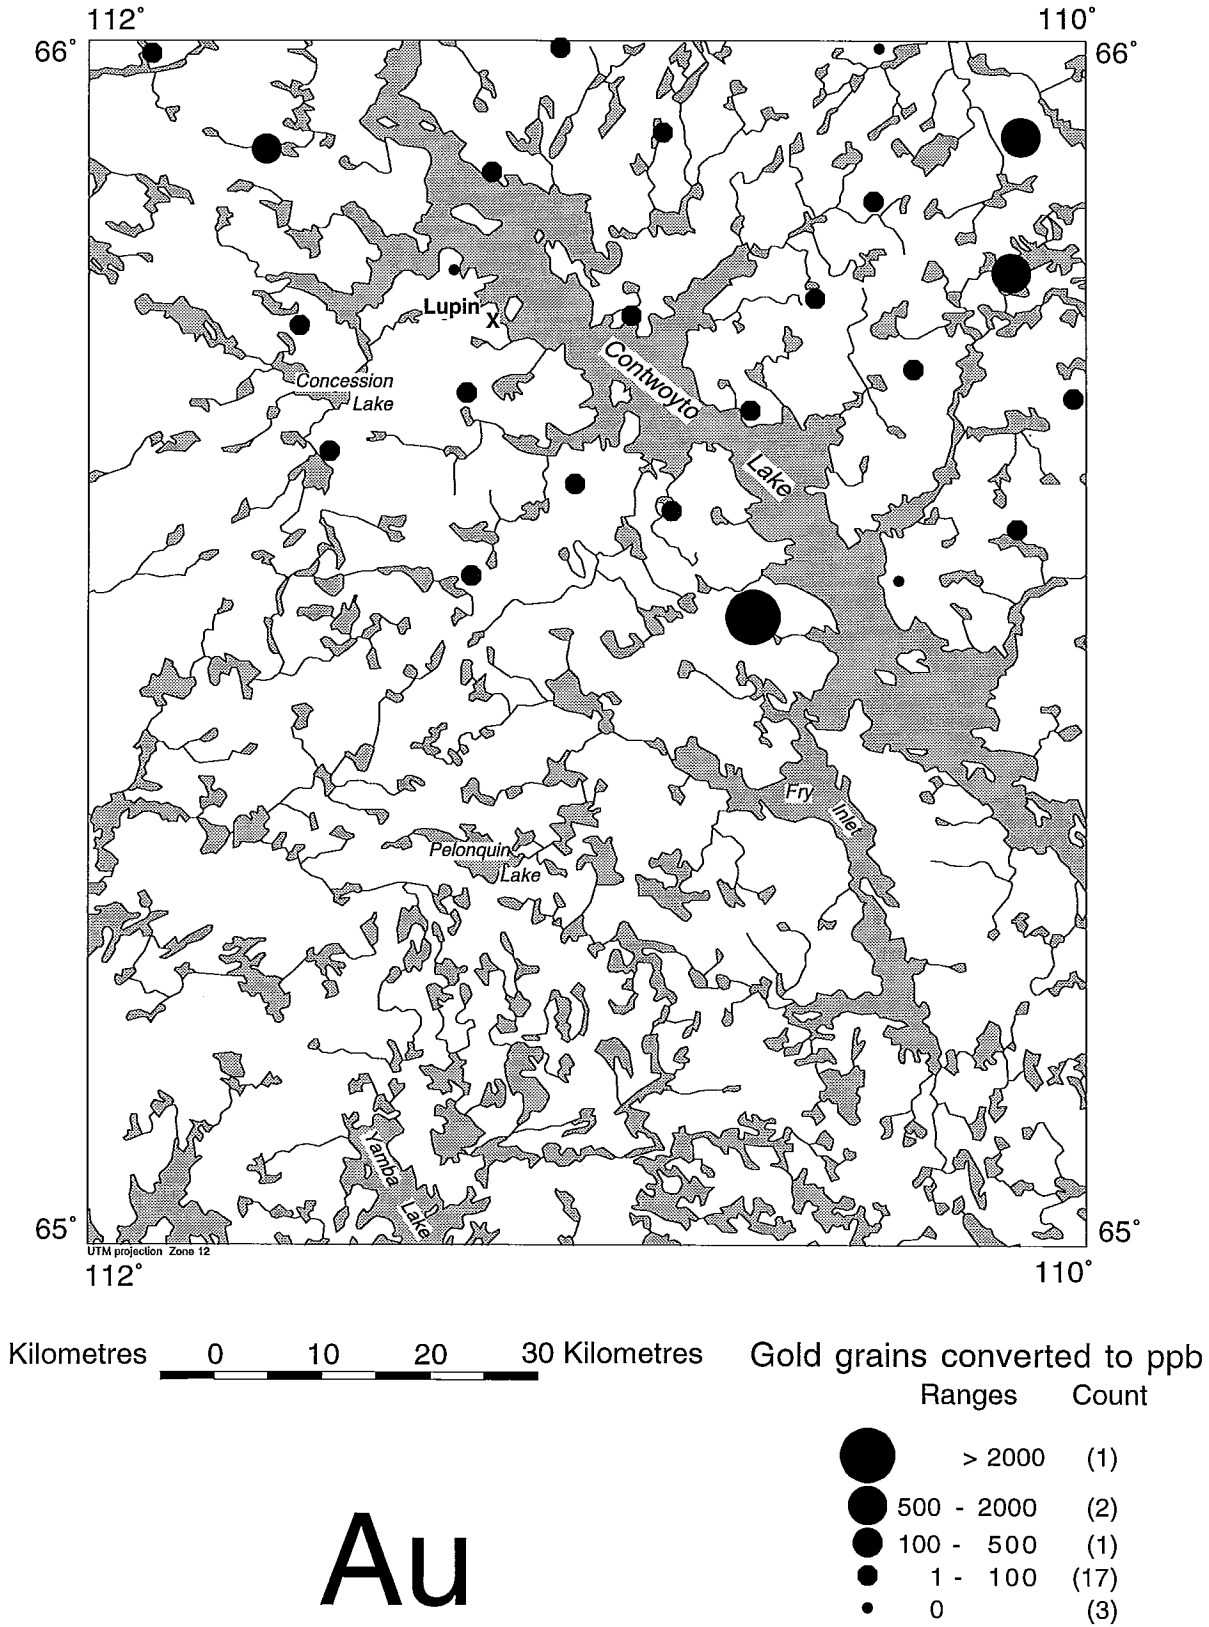 112° 110°
66° 66°
Lupin
X
Contwoyto
Concession
Lake
Lake
Fry
Inlet
Pelonquin
Lake
Yamba
Lake
65° 65°
UTM projection Zone 12
112° 110°
Kilometres 0 10 20 30 Kilometres
Gold grains converted to ppb
Ranges Count
> 2000 (1)
500 - 2000 (2)
100 - 500 (1)
1 - 100 (17)
0 (3)
Au